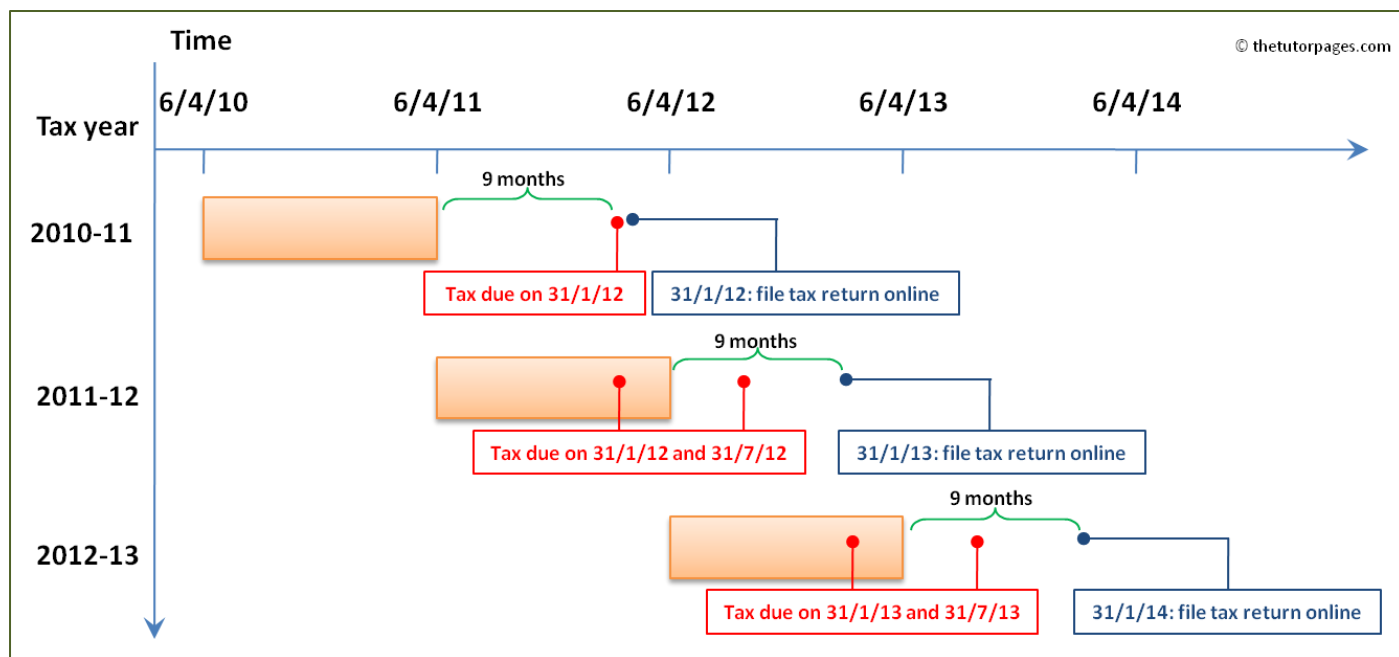 Time
© thetutorpages.com
6/4/10
6/4/11
6/4/12
6/4/13
6/4/14
Tax year
9 months
2010-11
Tax due on 31/1/12
31/1/12: file tax return online
9 months
2011-12
Tax due on 31/1/12 and 31/7/12
31/1/13: file tax return online
9 months
2012-13
Tax due on 31/1/13 and 31/7/13
31/1/14: file tax return online